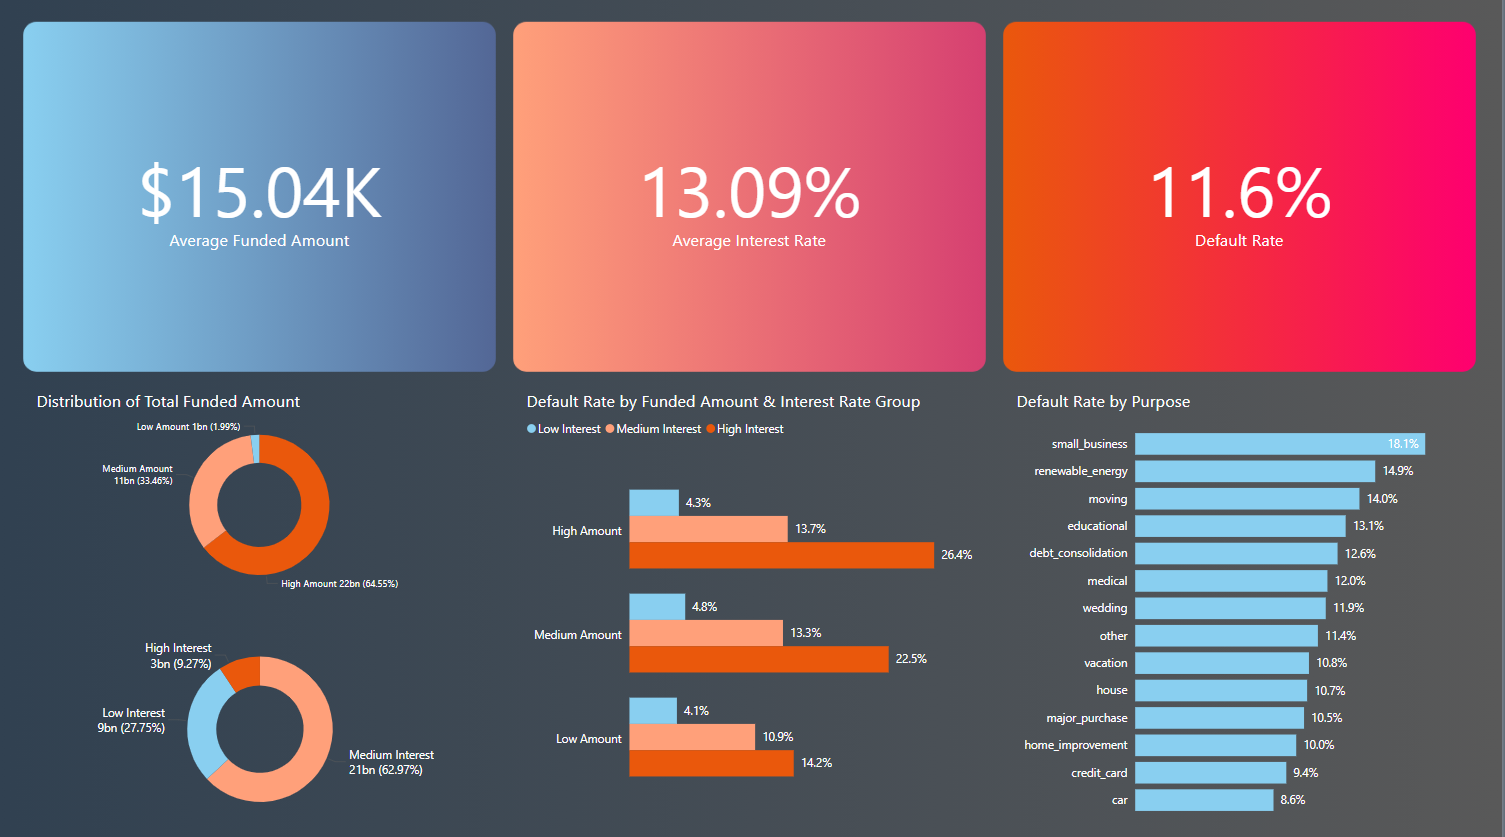 $15.04K
Average Funded Amount
13.09%
Average Interest Rate
11.6%
Default Rate
Distribution of Total Funded Amount
Low Amount 1bn (1.99%)
Medium Amount
11bn (33.46%)
High Amount 22bn (64.55%)
High Interest
3bn (9.27%)
Low Interest
9bn (27.75%)
Medium Interest
21bn (62.97%)
Default Rate by Funded Amount & Interest Rate Group
Low Interest Medium Interest High Interest
4.3%
High Amount 13.7%
26.4%
4.8%
Medium Amount 13.3%
22.5%
4.1%
Low Amount 10.9%
14.2%
Default Rate by Purpose
small_business 18.1%
renewable_energy 14.9%
moving 14.0%
educational 13.1%
debt_consolidation 12.6%
medical 12.0%
wedding 11.9%
other 11.4%
vacation 10.8%
house 10.7%
major_purchase 10.5%
home_improvement 10.0%
credit_card 9.4%
car 8.6%